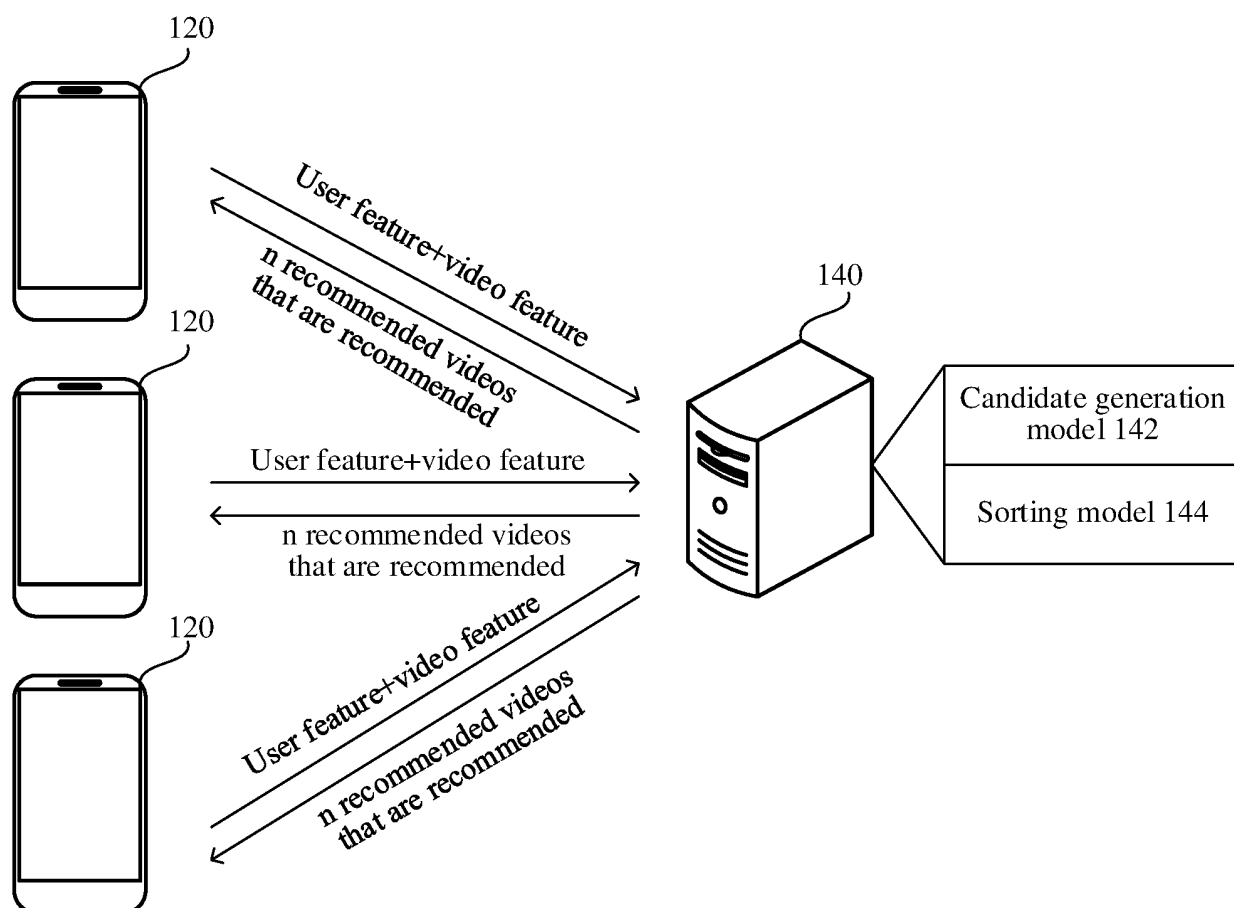 120
User feature+video feature
n recommended videos
that are recommended
120
140
Candidate generation
model 142
User feature+video feature
n recommended videos
that are recommended
Sorting model 144
120
User feature+video feature
n recommended videos
that are recommended